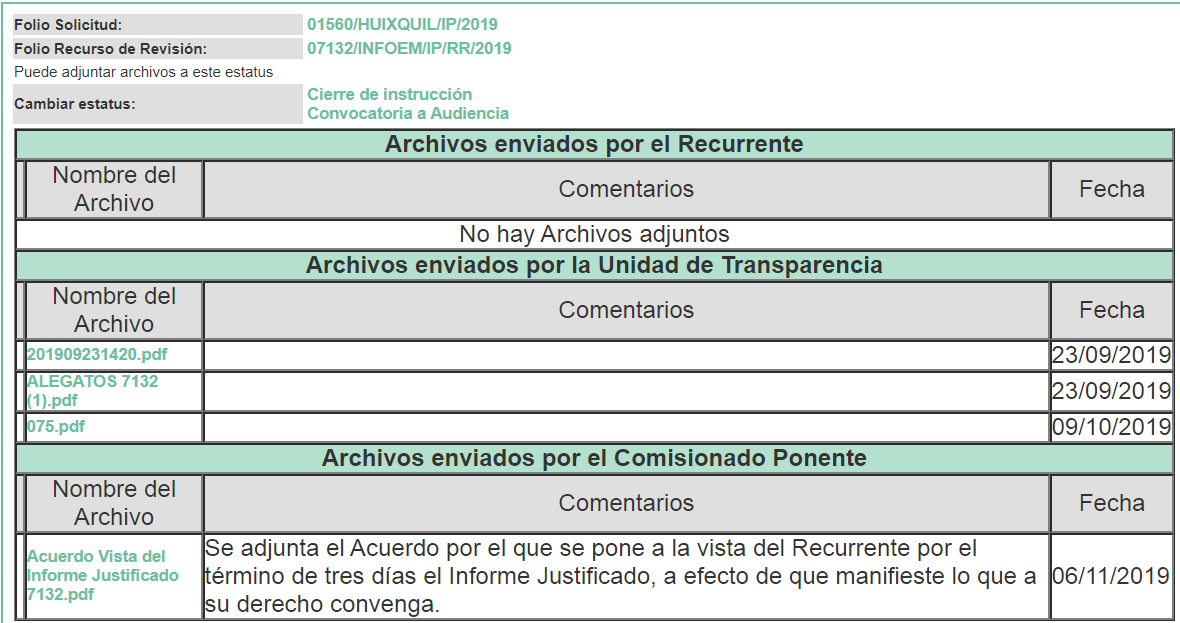 Folio Solicitud: 01560/HUIXQUIL/IP/2019
Folio Recurso de Revisión: 07132/INFOEM/IP/RR/2019
Puede adjuntar archivos a este estatus
Cambiar estatus:
Cierre de instrucción
Convocatoria a Audiencia
Archivos enviados por el Recurrente
Nombre del
Archivo
Comentarios
Fecha
No hay Archivos adjuntos
Archivos enviados por la Unidad de Transparencia
Nombre del
Archivo
Comentarios
Fecha
201909231420.pdf 23/09/2019
ALEGATOS 7132
(1).pdf
23/09/2019
075.pdf 09/10/2019
Archivos enviados por el Comisionado Ponente
Nombre del
Archivo
Comentarios
Fecha
Acuerdo Vista del
Informe Justificado
7132.pdf
Se adjunta el Acuerdo por el que se pone a la vista del Recurrente por el
término de tres días el Informe Justificado, a efecto de que manifieste lo que a
su derecho convenga.
06/11/2019